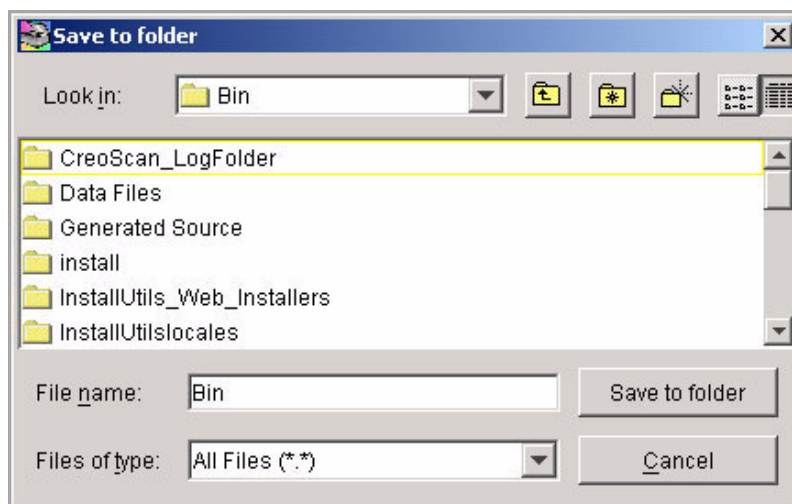 Save to folder
Look in: Bin
CreoScan_LogFolder
Data Files
Generated Source
install
InstallUtils_Web_Installers
InstallUtilslocales
File name: Bin Save to folder
Files of type: All Files (*.*) Cancel